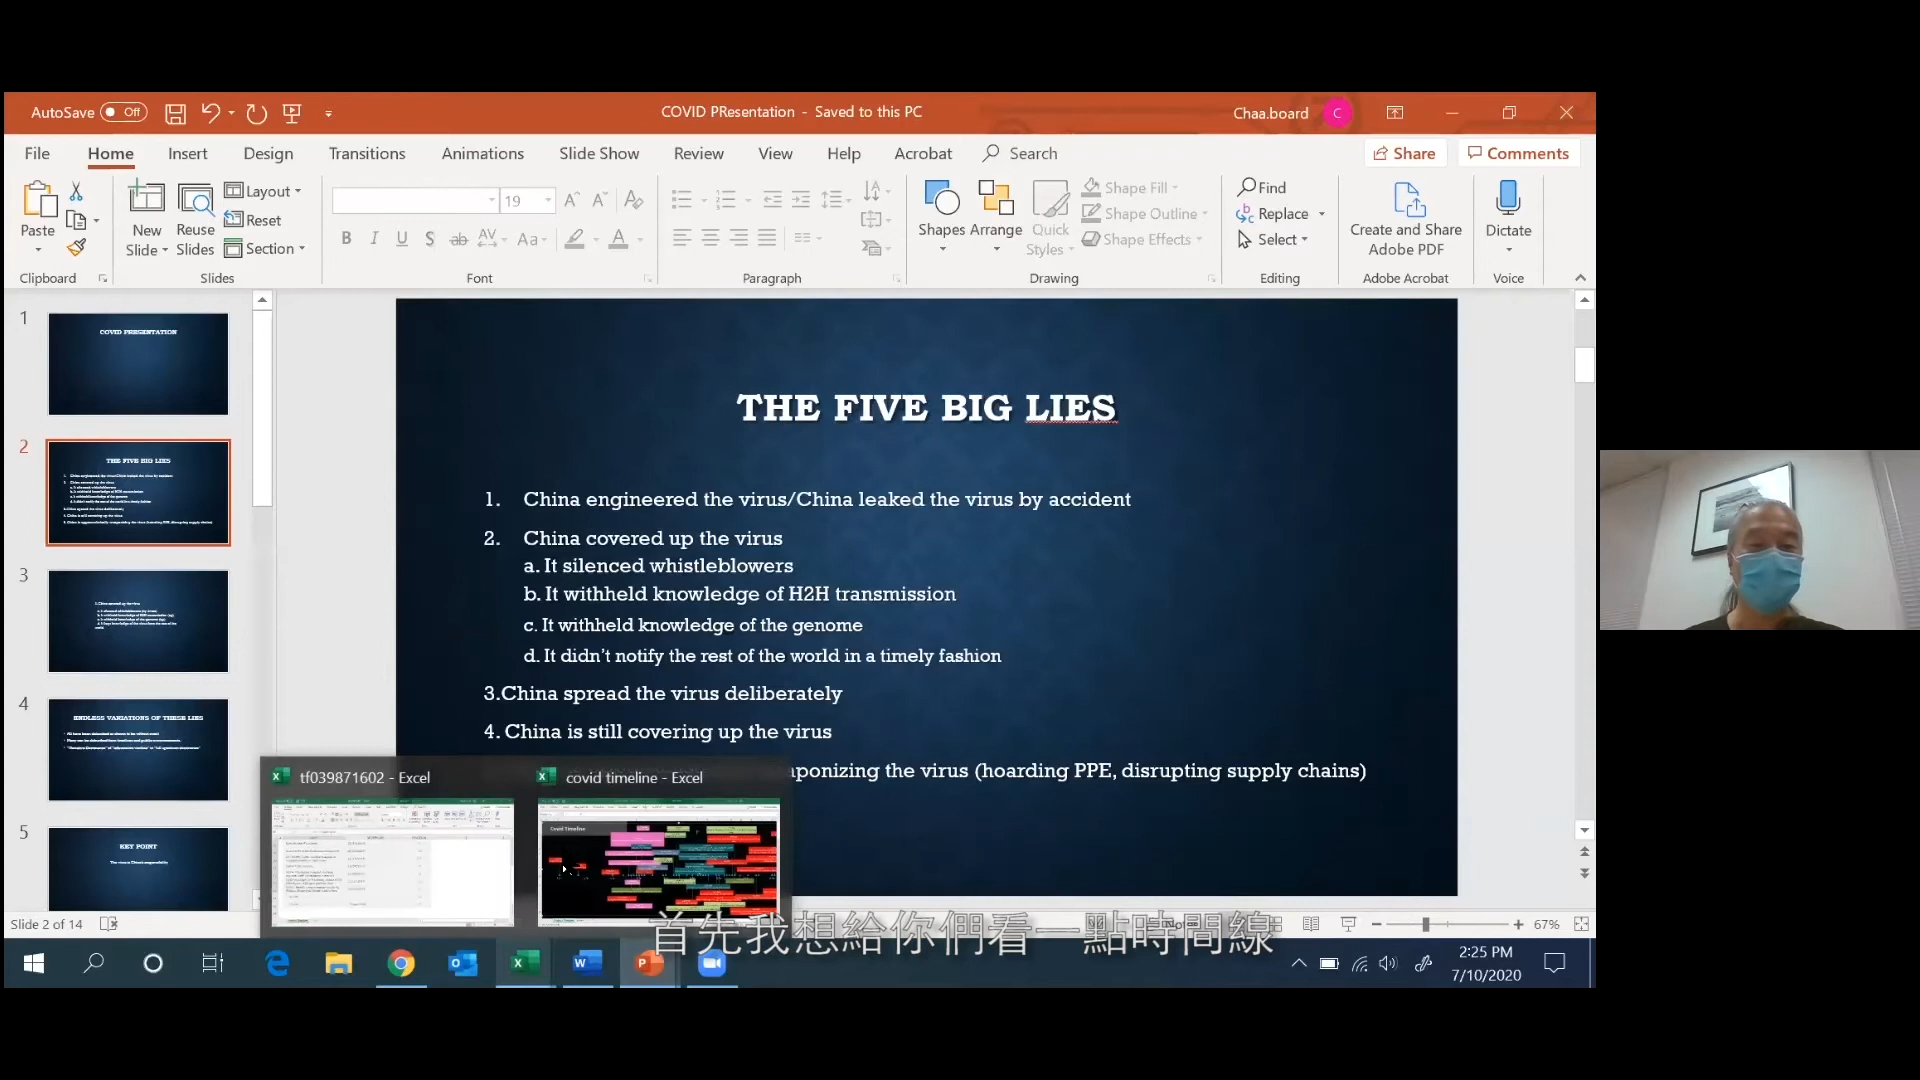 AutoSave Off
COVID PResentation - Saved to this PC
Chaa.board C
File Home Insert Design Transitions Animations Slide Show Review View Help Acrobat Search
Share Comments
Paste
New Slide
Reuse Slides
Layout
Reset
Section
19
Shapes Arrange Quick Styles
Shape Fill
Shape Outline
Shape Effects
Find
Replace
Select
Create and Share Adobe PDF
Dictate
Clipboard Slides Font Paragraph Drawing Editing Adobe Acrobat Voice
1
COVID PRESENTATION
2
THE FIVE BIG LIES
3
4
ENDLESS VARIATIONS OF THESE LIES
5
KEY POINT
THE FIVE BIG LIES
1. China engineered the virus/China leaked the virus by accident
2. China covered up the virus
a. It silenced whistleblowers
b. It withheld knowledge of H2H transmission
c. It withheld knowledge of the genome
d. It didn't notify the rest of the world in a timely fashion
3.China spread the virus deliberately
4. China is still covering up the virus
aponizing the virus (hoarding PPE, disrupting supply chains)
tf039871602 - Excel
covid timeline - Excel
Covid Timeline
首先我想給你們看一點時間線
Slide 2 of 14
67%
2:25 PM
7/10/2020